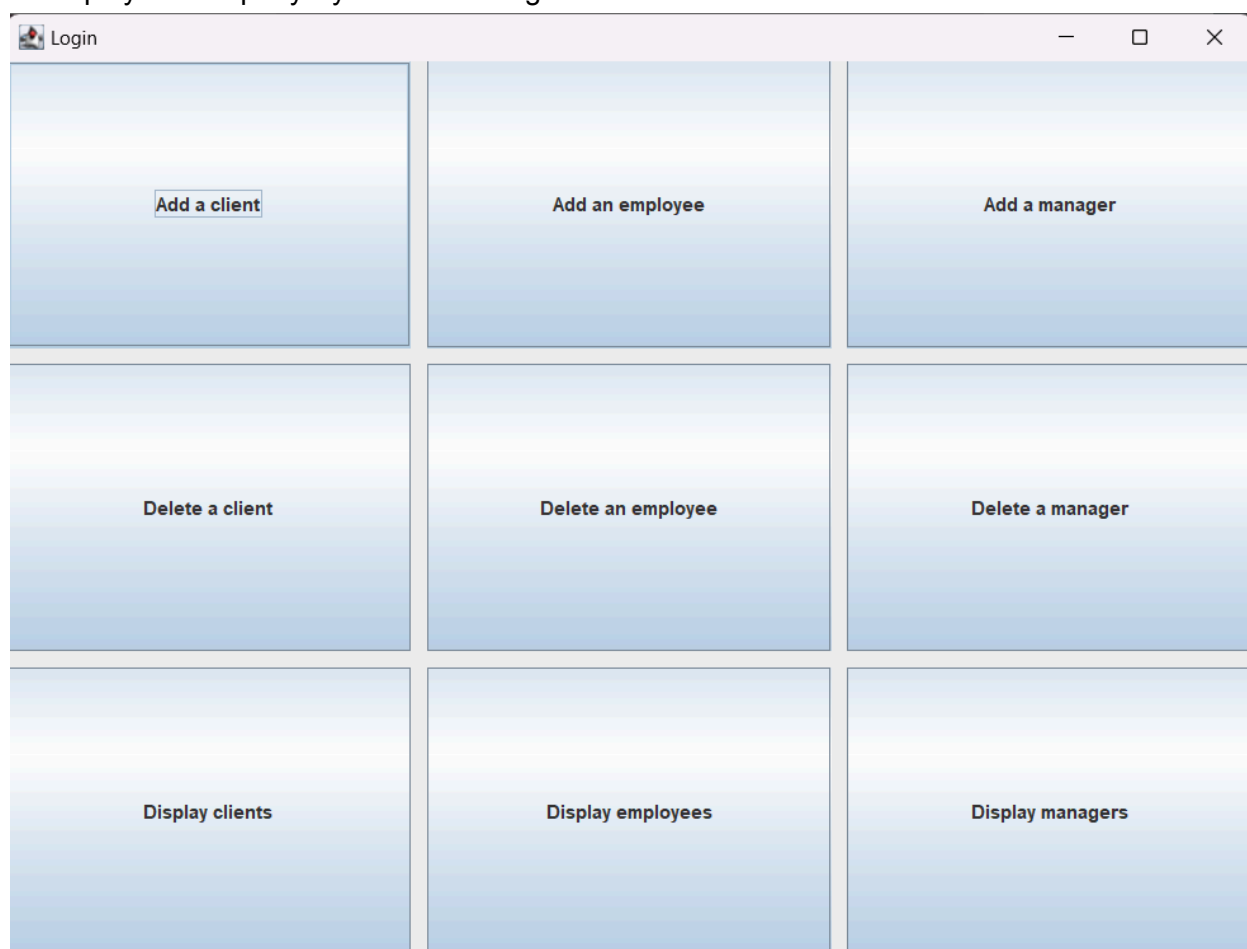 Login
Add a client Add an employee Add a manager
Delete a client Delete an employee Delete a manager
Display clients Display employees Display managers